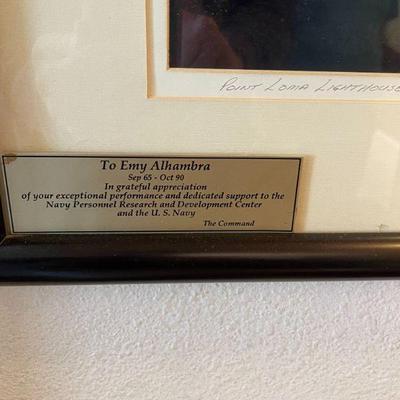 POINT LOMA LIGHTHOUSE
To Emy Alhambra
Sep 65 - Oct 90
In grateful appreciation
of your exceptional performance and dedicated support to the
Navy Personnel Research and Development Center
and the U. S. Navy
The Command